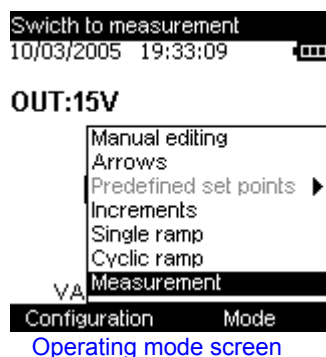 Swicth to measurement
10/03/2005 19:33:09
OUT:15V
Manual editing
Arrows
Predefined set points
Increments
Single ramp
Cyclic ramp
Measurement
VA
Configuration Mode
Operating mode screen